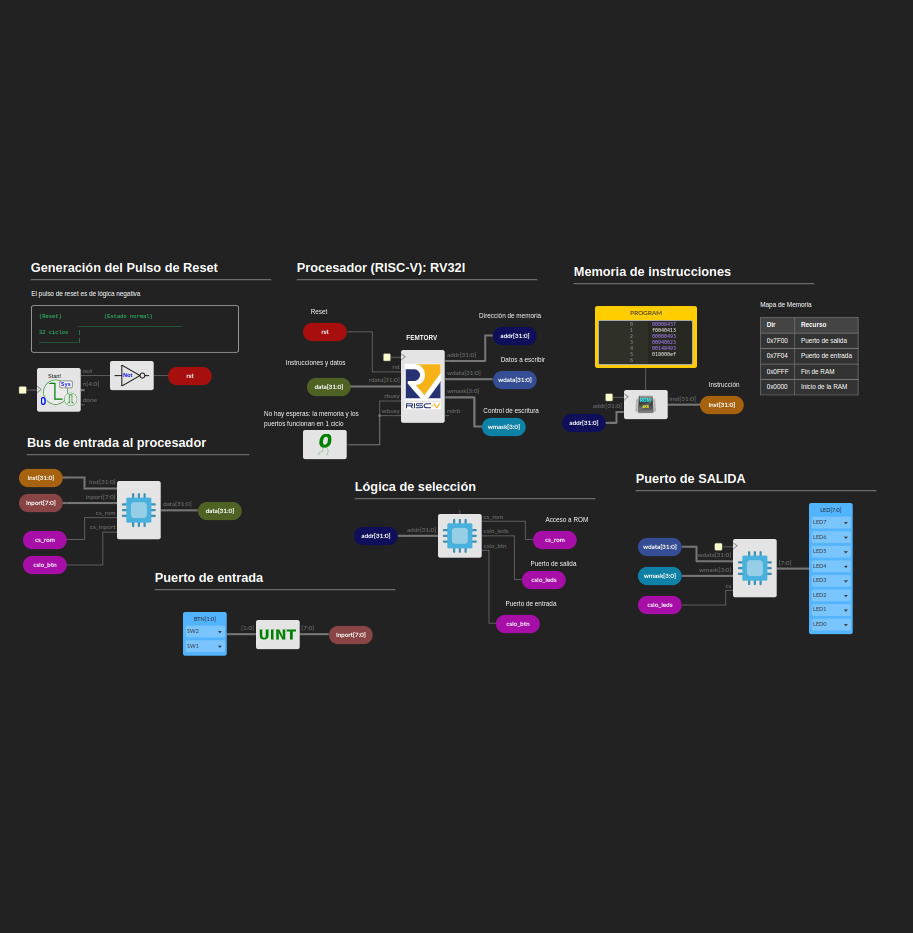 Generación del Pulso de Reset
El pulso de reset es de lógica negativa
(Reset) (Estado normal)
32 ciclos
Start!
Sys
0
nut
n[4:0]
done
Not
rst
Procesador (RISC-V): RV32I
Reset
rst
Instrucciones y datos
data[31:0]
No hay esperas: la memoria y los
puertos funcionan en 1 ciclo
0
FEMTORV
rst
rdata[31:0]
rbusy
wbusy
RISC-V
addr[31:0]
wdata[31:0]
wmask[3:0]
rstrb
Dirección de memoria
addr[31:0]
Datos a escribir
wdata[31:0]
Control de escritura
wmask[3:0]
Memoria de instrucciones
PROGRAM
0
1 f0040413
2 00000493
3 00940023
4 00148493
5 018000ef
6
addr[31:0]
addr[31:0]
ROM
inst[31:0]
Instrucción
Inst[31:0]
Mapa de Memoria
Dir Recurso
0x7F00 Puerto de salida
0x7F04 Puerto de entrada
0x0FFF Fin de RAM
0x0000 Inicio de la RAM
Bus de entrada al procesador
Inst[31:0]
Inport[7:0]
cs_rom
cslo_btn
inst[31:0]
inport[7:0]
cs_rom
cs_inport
data[31:0]
data[31:0]
Lógica de selección
addr[31:0]
addr[31:0]
cs_rom
cslo_leds
cslo_btn
Acceso a ROM
cs_rom
Puerto de salida
cslo_leds
Puerto de entrada
cslo_btn
Puerto de SALIDA
wdata[31:0]
wmask[3:0]
cslo_leds
wdata[31:0]
wmask[3:0]
cs
[7:0]
LED[7:0]
LED7
LED6
LED5
LED4
LED3
LED2
LED1
LED0
Puerto de entrada
BTN[1:0]
SW2
SW1
[1:0]
UINT
[7:0]
Inport[7:0]